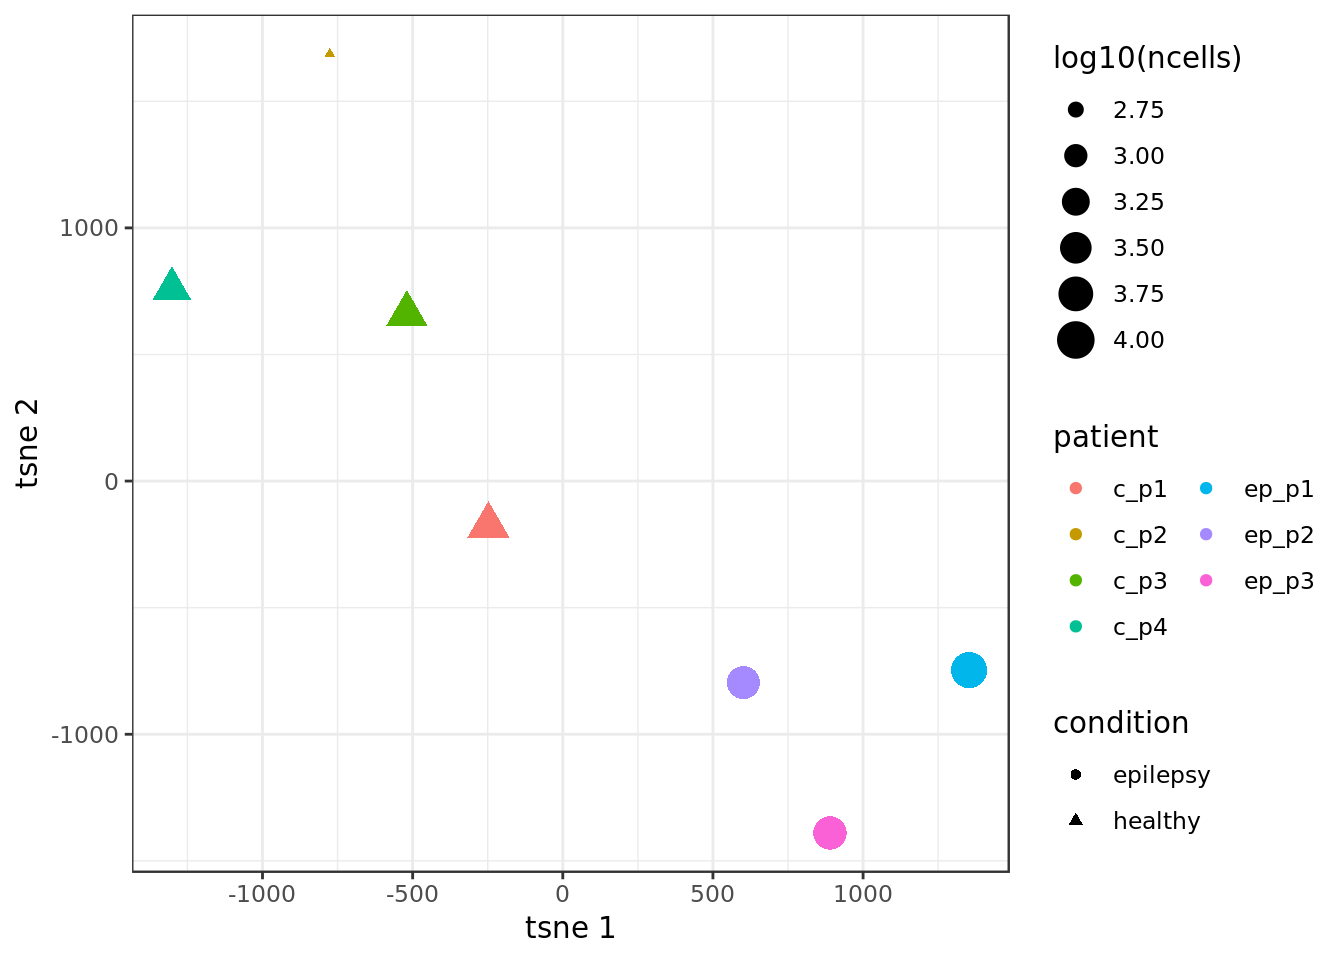 tsne 2
1000
0
-1000
-1000 -500 0 500 1000
tsne 1
log10(ncells)
2.75
3.00
3.25
3.50
3.75
4.00
patient
c_p1 ep_p1
c_p2 ep_p2
c_p3 ep_p3
c_p4
condition
epilepsy
healthy